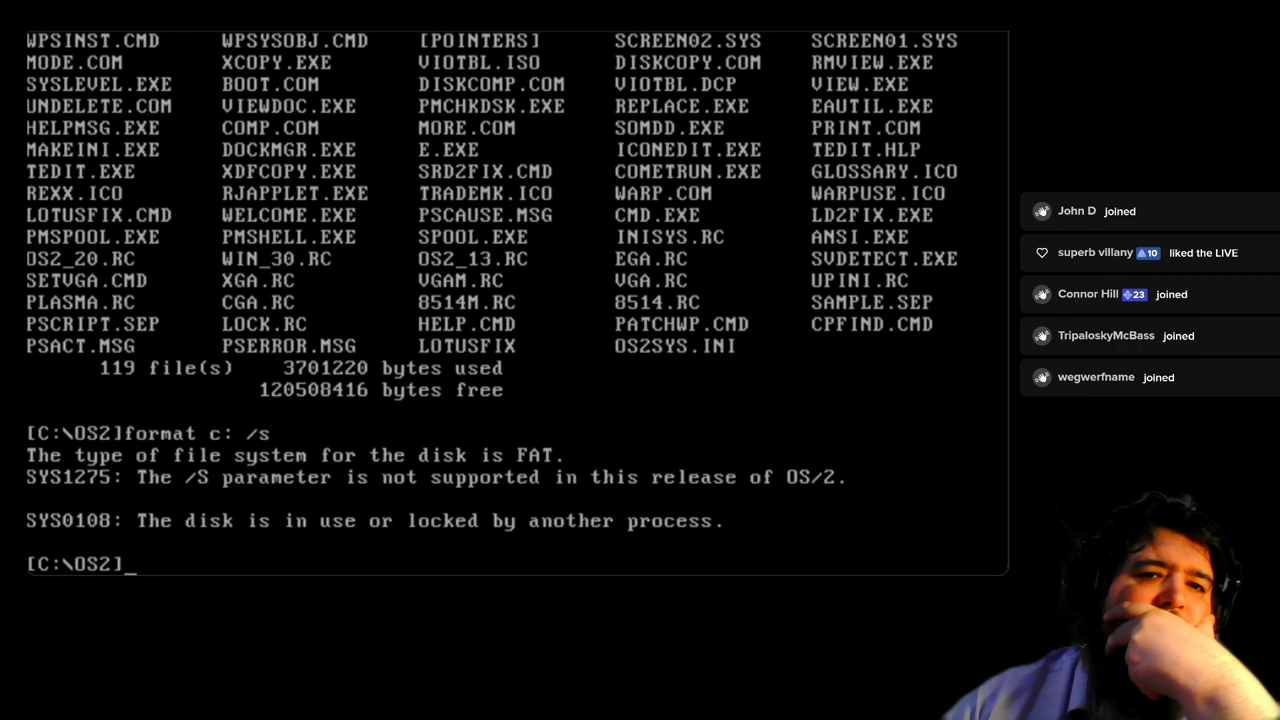 WPSINST.CMD WPSYSOBJ.CMD [POINTERS] SCREEN02.SYS SCREEN01.SYS
MODE.COM XCOPY.EXE VIOTBL.ISO DISKCOPY.COM RMVIEW.EXE
SYSLEVEL.EXE BOOT.COM DISKCOMP.COM VIOTBL.DCP VIEW.EXE
UNDELETE.COM VIEWDOC.EXE PMCHKDSK.EXE REPLACE.EXE EAUTIL.EXE
HELPMSG.EXE COMP.COM MORE.COM SOMDD.EXE PRINT.COM
MAKEINI.EXE DOCKMGR.EXE E.EXE ICONEDIT.EXE TEDIT.HLP
TEDIT.EXE XDFCOPY.EXE SRD2FIX.CMD COMETRUN.EXE GLOSSARY.ICO
REXX.ICO RJAPPLET.EXE TRADEMK.ICO WARP.COM WARPUSE.ICO
LOTUSFIX.CMD WELCOME.EXE PSCAUSE.MSG CMD.EXE LD2FIX.EXE
PMSPOOL.EXE PMSHELL.EXE SPOOL.EXE INISYS.RC ANSI.EXE
OS2_20.RC WIN_30.RC OS2_13.RC EGA.RC SVDETECT.EXE
SETVGA.CMD XGA.RC VGAM.RC VGA.RC UPINI.RC
PLASMA.RC CGA.RC 8514M.RC 8514.RC SAMPLE.SEP
PSCRIPT.SEP LOCK.RC HELP.CMD PATCHWP.CMD CPFIND.CMD
PSACT.MSG PSERROR.MSG LOTUSFIX OS2SYS.INI
119 file(s) 3701220 bytes used
120508416 bytes free
[C:\OS2]format c: /s
The type of file system for the disk is FAT.
SYS1275: The /S parameter is not supported in this release of OS/2.
SYS0108: The disk is in use or locked by another process.
[C:\OS2]_
John D joined
superb villany 10 liked the LIVE
Connor Hill 23 joined
TripaloskyMcBass joined
wegwerfname joined